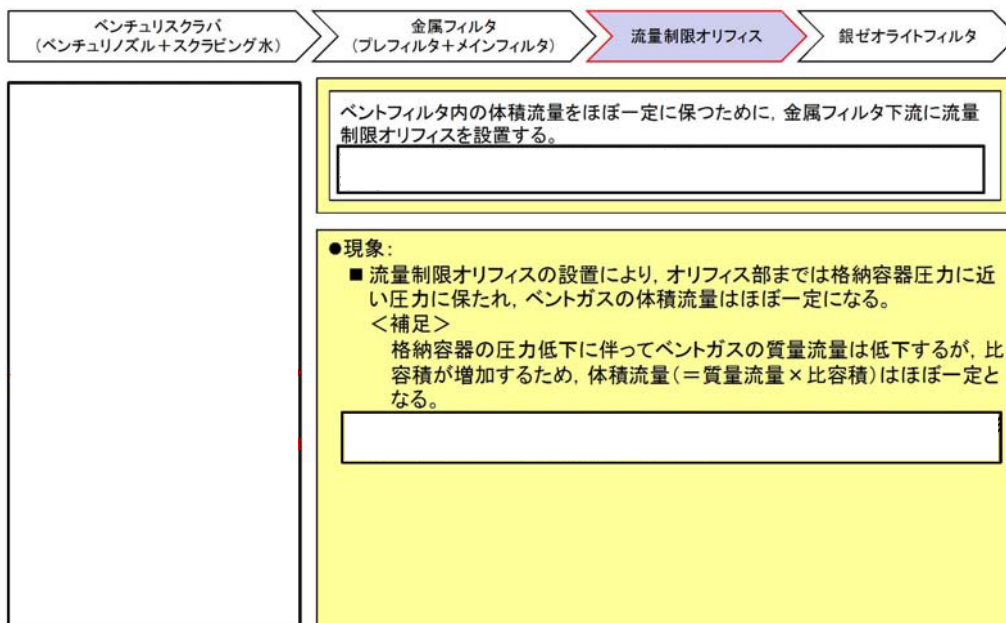 ベンチュリスクラバ
（ベンチュリノズル＋スクラビング水）
金属フィルタ
（プレフィルタ＋メインフィルタ）
流量制限オリフィス
銀ゼオライトフィルタ
ベントフィルタ内の体積流量をほぼ一定に保つために，金属フィルタ下流に流量
制限オリフィスを設置する。
●現象：
■ 流量制限オリフィスの設置により，オリフィス部までは格納容器圧力に近
い圧力に保たれ，ベントガスの体積流量はほぼ一定になる。
＜補足＞
格納容器の圧力低下に伴ってベントガスの質量流量は低下するが，比
容積が増加するため，体積流量（＝質量流量×比容積）はほぼ一定と
なる。